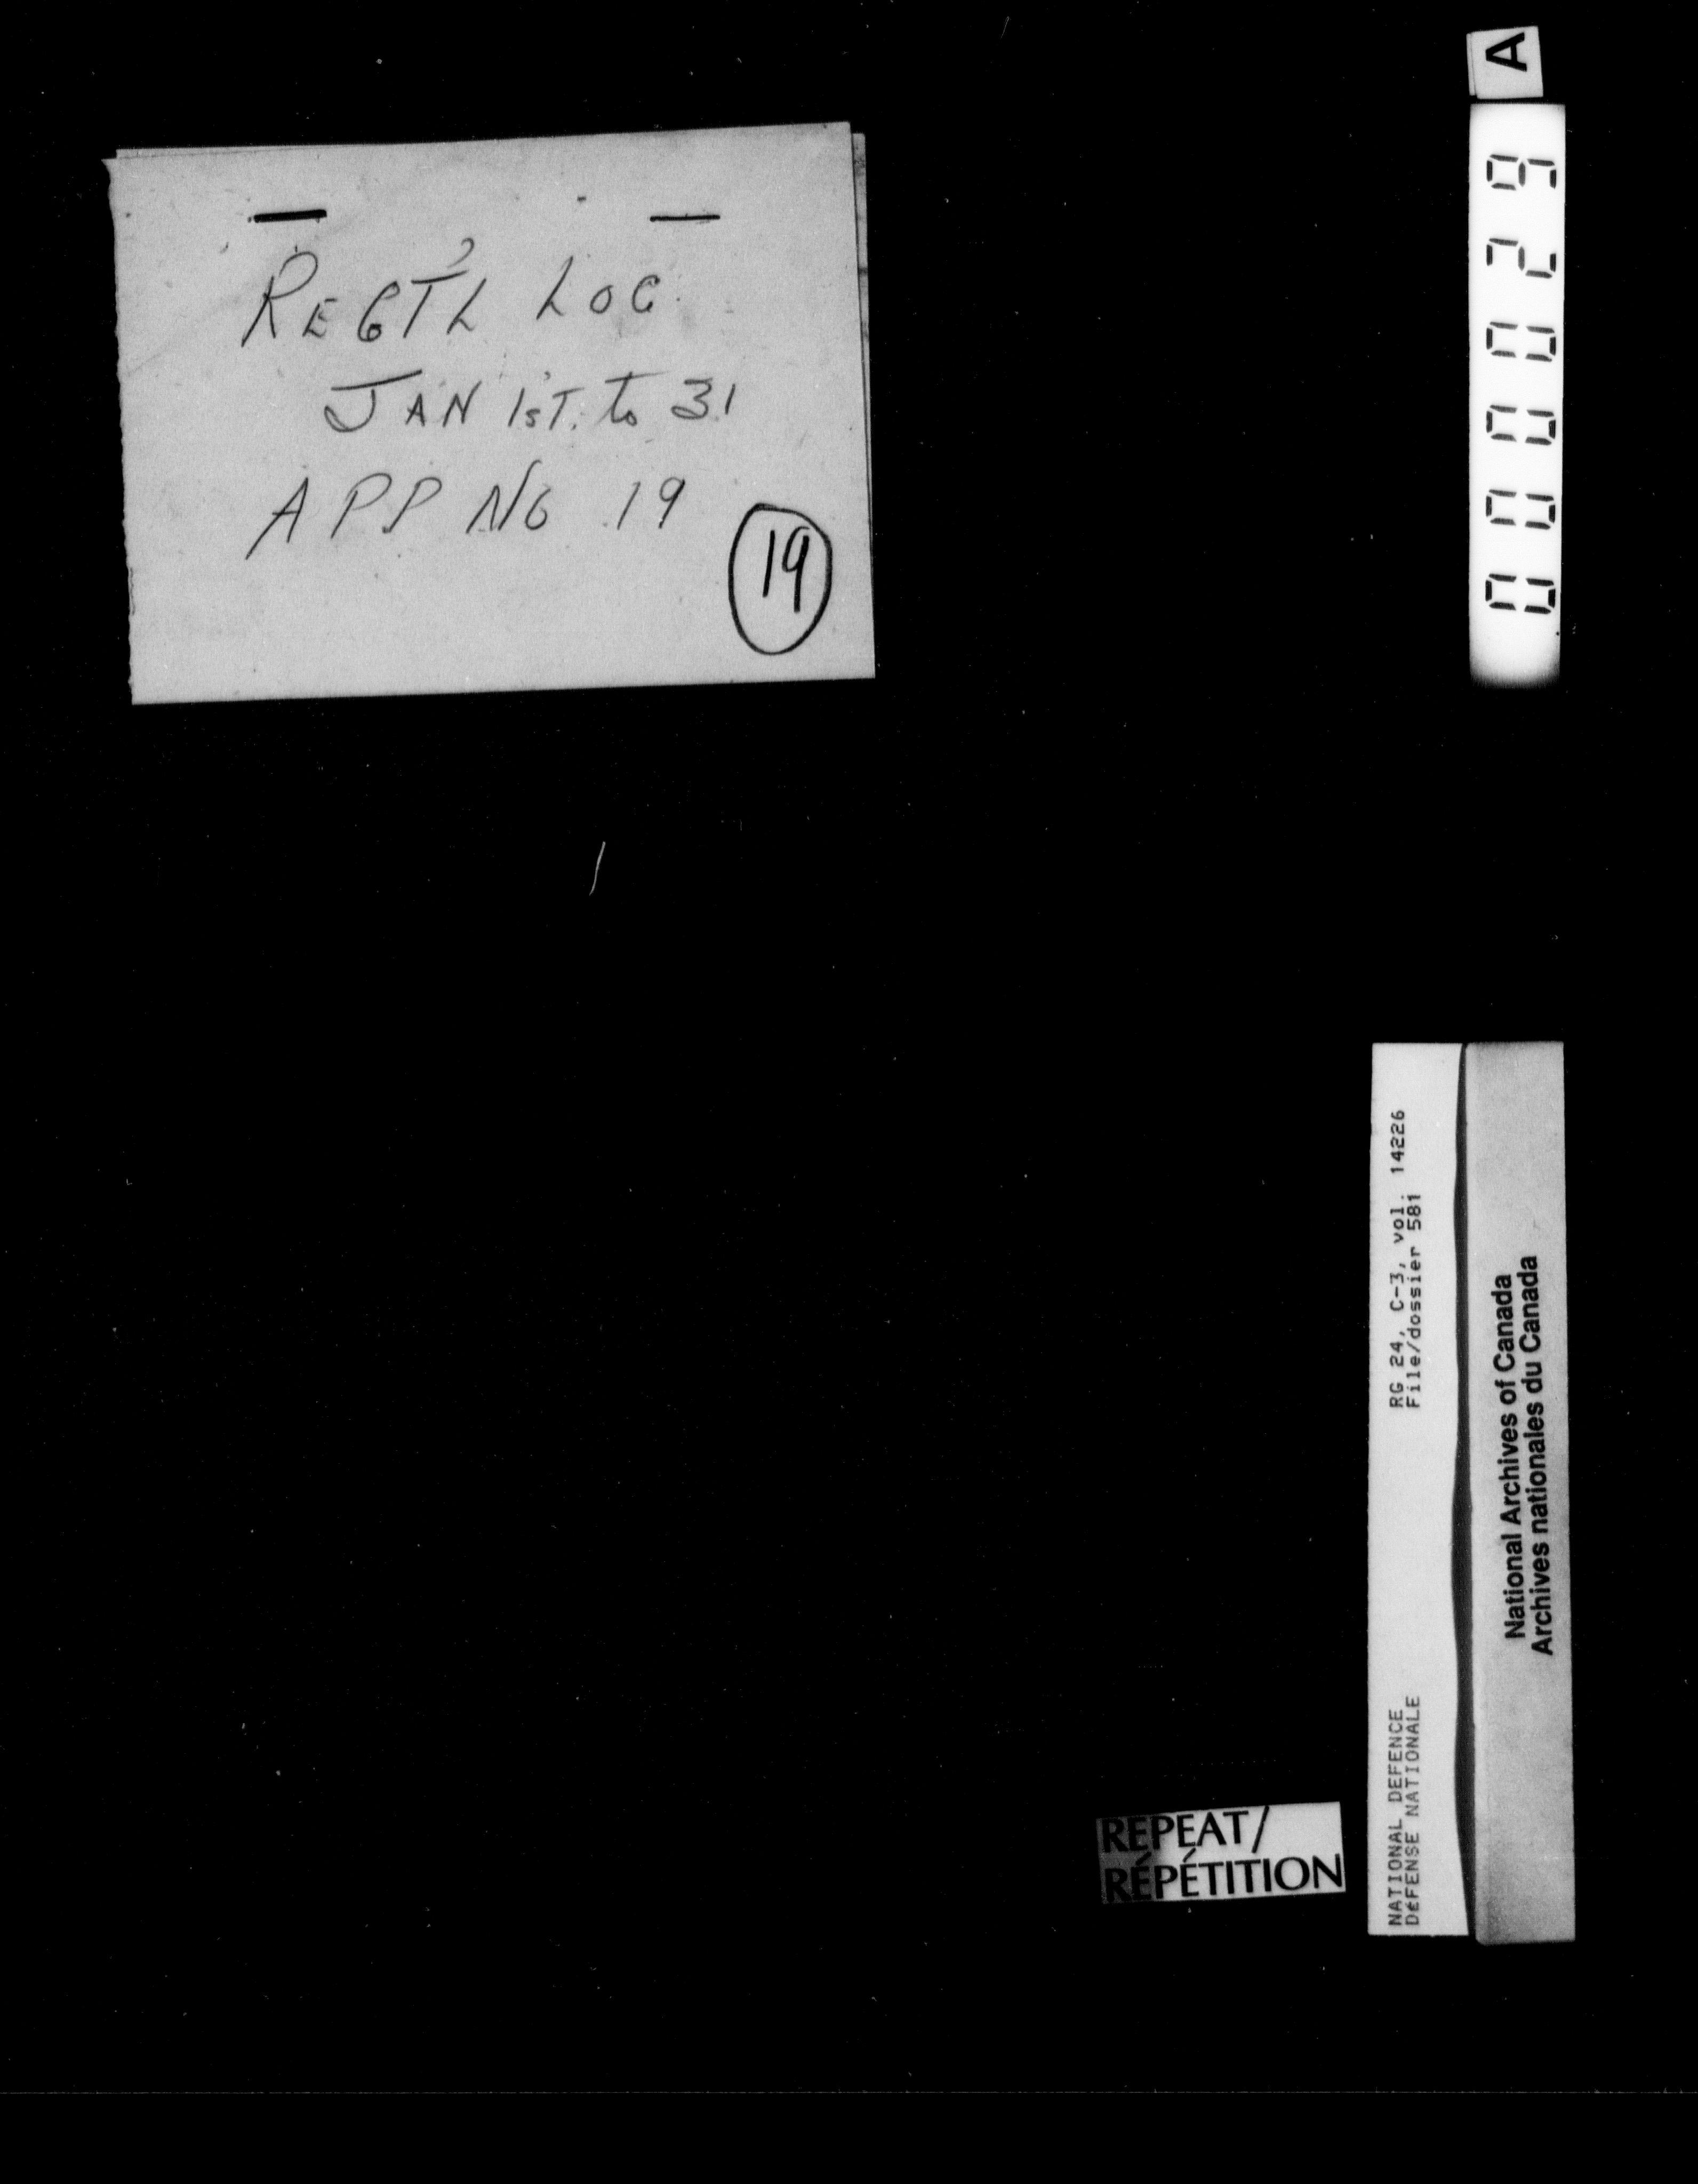 REGT'L LOG
JAN 1ST. to 31
APP NO 19
19
A
000029
RG 24, C-3, vol. 14226
File/dossier 581
NATIONAL DEFENCE
DéFENSE NATIONALE
National Archives of Canada
Archives nationales du Canada
REPEAT/
RÉPÉTITION